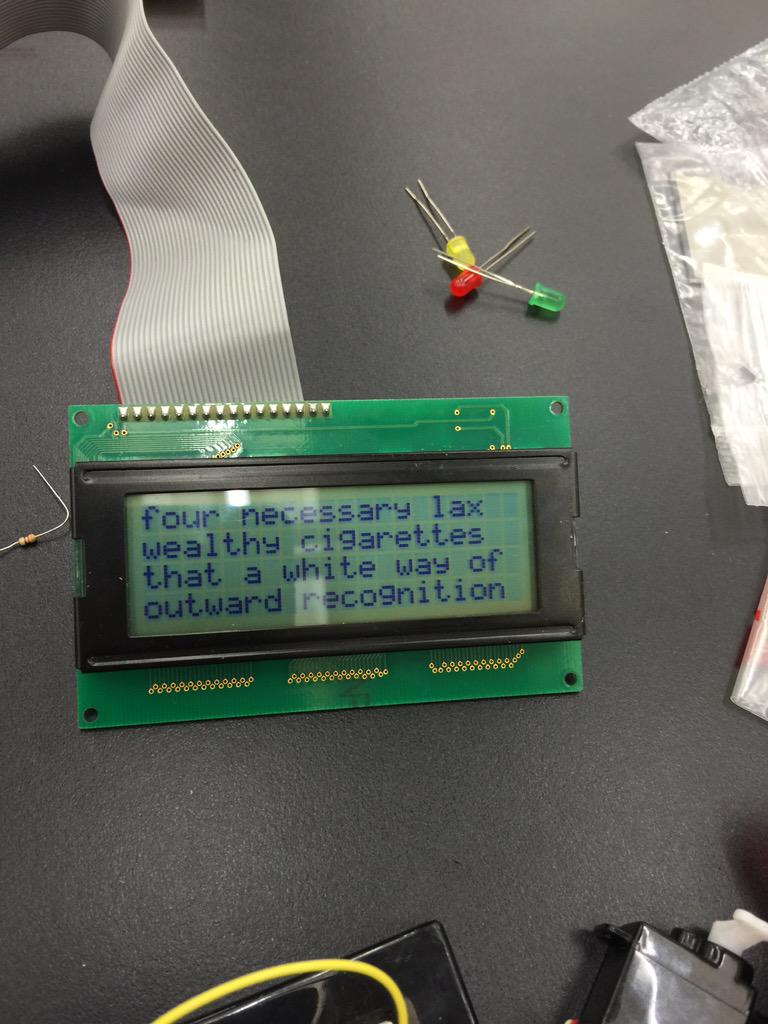 four necessary lax
wealthy cigarettes
that a white way of
outward recognition